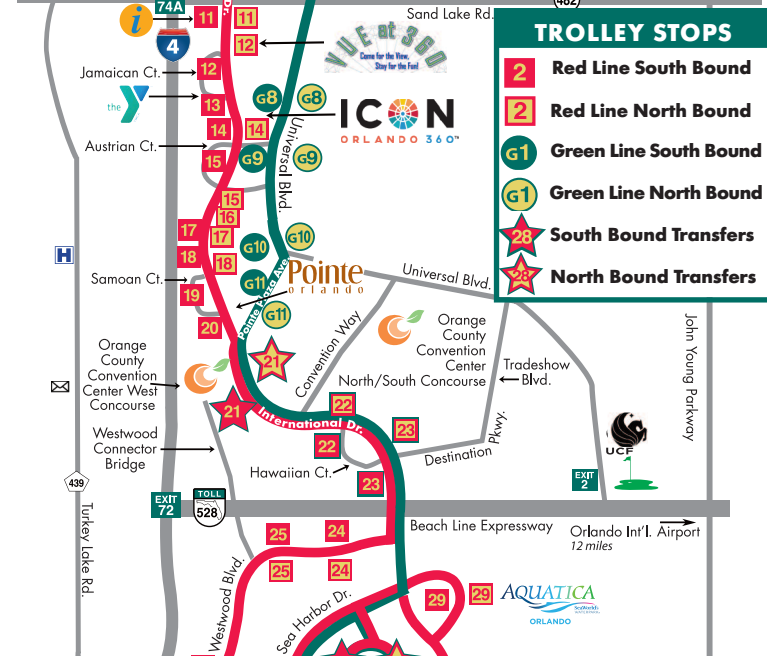 74A
482
Dr.
11
11
Sand Lake Rd.
i
4
12
VUE at 360
Come for the View,
Stay for the Fun!
TROLLEY STOPS
2 Red Line South Bound
2 Red Line North Bound
G1 Green Line South Bound
G1 Green Line North Bound
28 South Bound Transfers
28 North Bound Transfers
Jamaican Ct.
12
the Y
13
G8
G8
ICON
ORLANDO 360™
14
14
Universal Blvd.
Austrian Ct.
15
G9
G9
15
16
17
17
G10
G10
H
18
18
Pointe
orlando
Pointe Plaza Ave.
Samoan Ct.
19
G11
G11
Universal Blvd.
20
Orange
County
Convention
Center West
Concourse
21
21
Convention Way
Orange
County
Convention
Center
North/South Concourse
Tradeshow
Blvd.
John Young Parkway
International Dr.
22
22
23
23
Westwood
Connector
Bridge
Hawaiian Ct.
Destination Pkwy.
UCF
EXIT
2
439
Turkey Lake Rd.
EXIT
72
TOLL
528
Beach Line Expressway
Orlando Int'l. Airport
12 miles
25
24
25
24
Westwood Blvd.
Sea Harbor Dr.
29
29
AQUATICA
SeaWorld's
ORLANDO